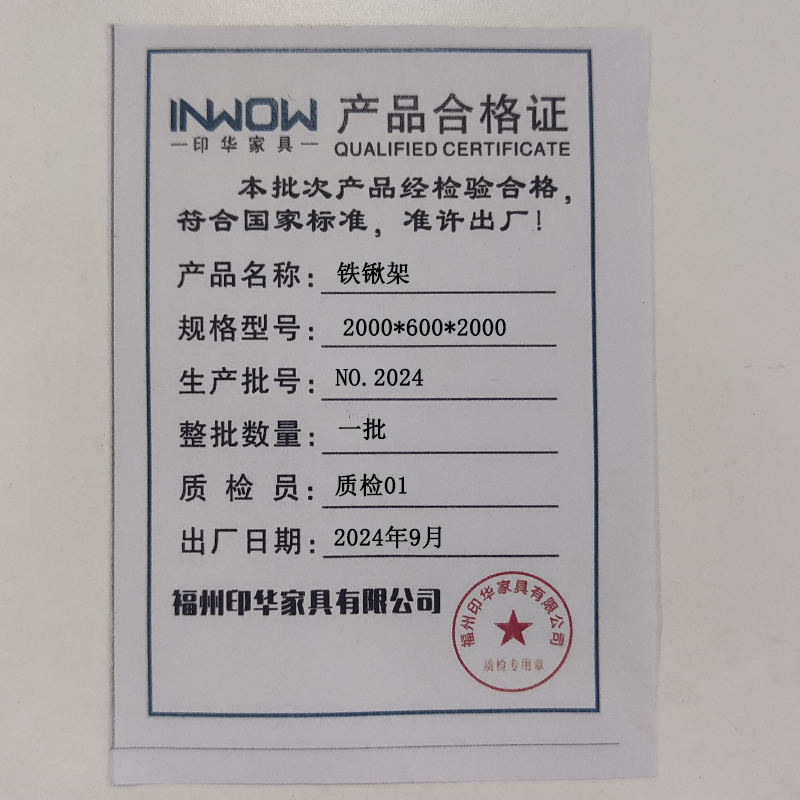 INWOW 产品合格证
印华家具 QUALIFIED CERTIFICATE
本批次产品经检验合格，
符合国家标准，准许出厂！
产品名称：铁锹架
规格型号：2000*600*2000
生产批号：NO.2024
整批数量：一批
质检员：质检01
出厂日期：2024年9月
福州印华家具有限公司
福州印华家具有限公司
质检专用章